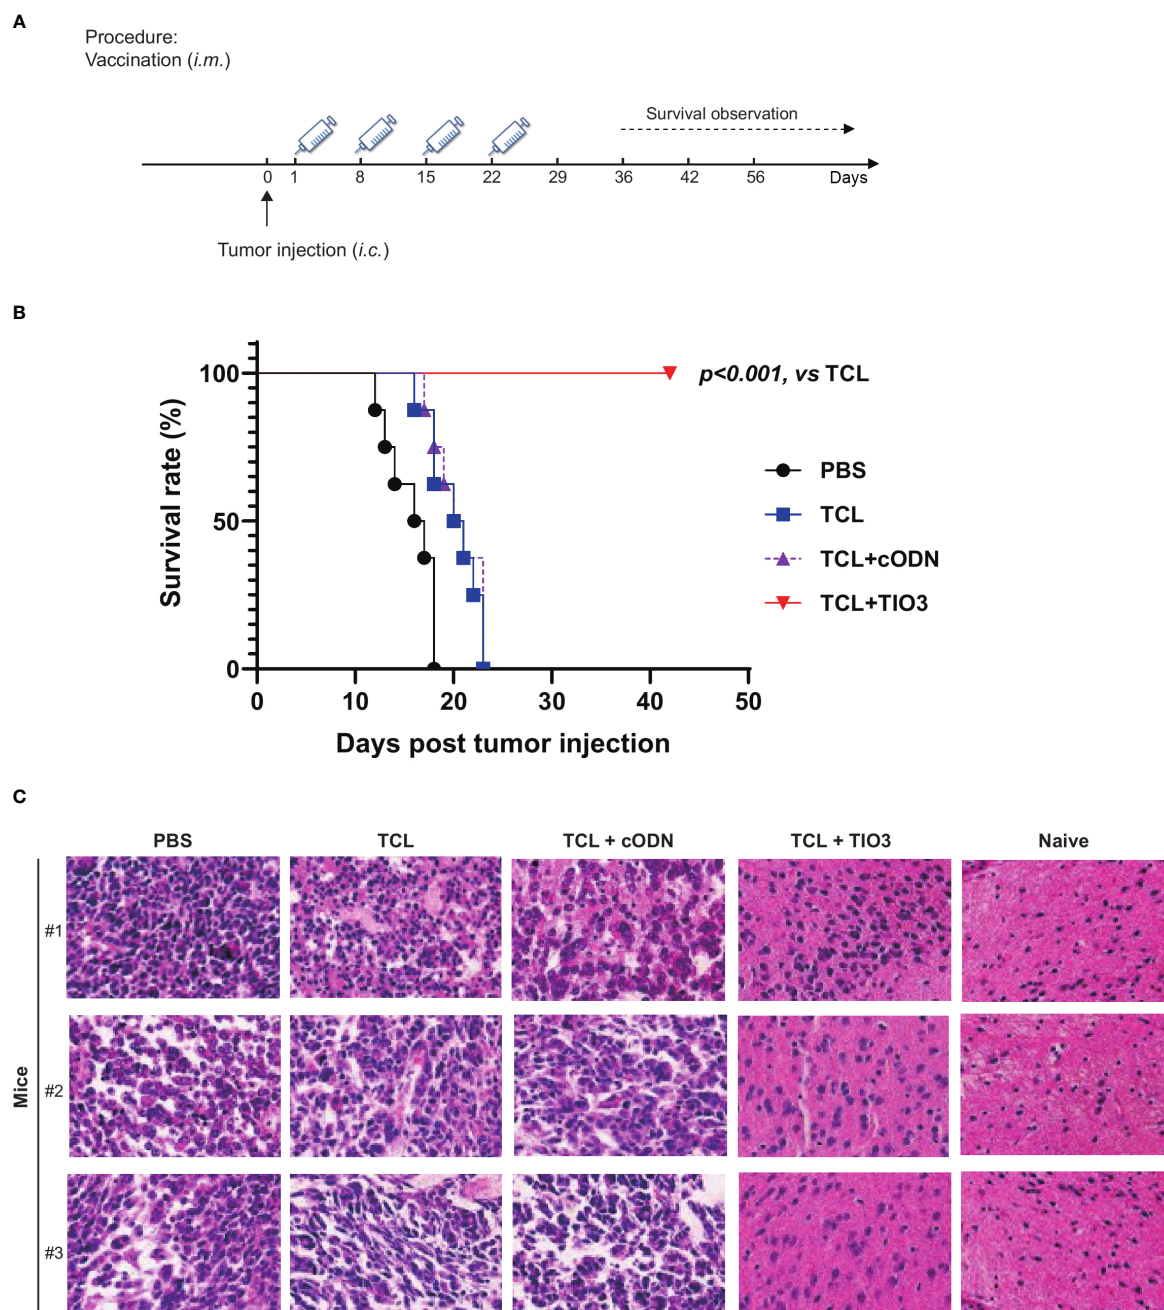 A
Procedure:
Vaccination (i.m.)
Survival observation
0 1 8 15 22 29 36 42 56 Days
Tumor injection (i.c.)
B
Survival rate (%)
100
50
0
p<0.001, vs TCL
PBS
TCL
TCL+cODN
TCL+TIO3
0 10 20 30 40 50
Days post tumor injection
C
PBS TCL TCL + cODN TCL + TIO3 Naive
Mice
#1
#2
#3